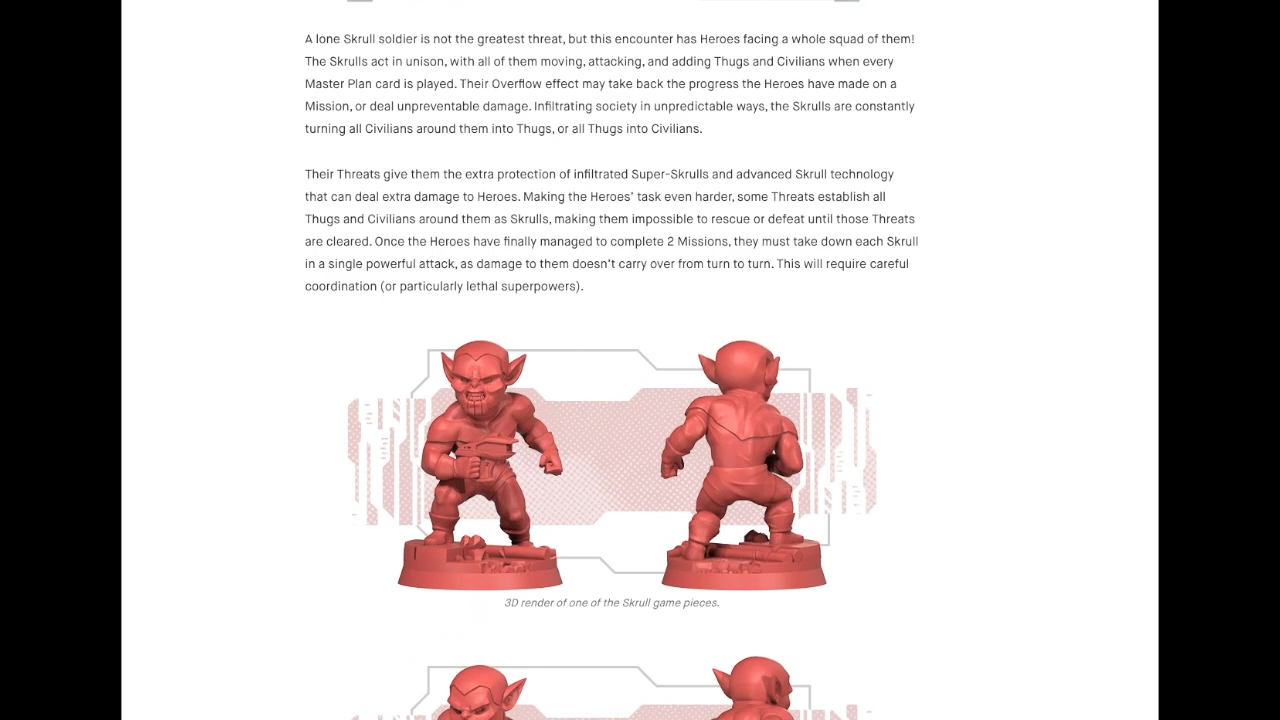 A lone Skrull soldier is not the greatest threat, but this encounter has Heroes facing a whole squad of them!
The Skrulls act in unison, with all of them moving, attacking, and adding Thugs and Civilians when every
Master Plan card is played. Their Overflow effect may take back the progress the Heroes have made on a
Mission, or deal unpreventable damage. Infiltrating society in unpredictable ways, the Skrulls are constantly
turning all Civilians around them into Thugs, or all Thugs into Civilians.
Their Threats give them the extra protection of infiltrated Super-Skrulls and advanced Skrull technology
that can deal extra damage to Heroes. Making the Heroes' task even harder, some Threats establish all
Thugs and Civilians around them as Skrulls, making them impossible to rescue or defeat until those Threats
are cleared. Once the Heroes have finally managed to complete 2 Missions, they must take down each Skrull
in a single powerful attack, as damage to them doesn't carry over from turn to turn. This will require careful
coordination (or particularly lethal superpowers).
3D render of one of the Skrull game pieces.